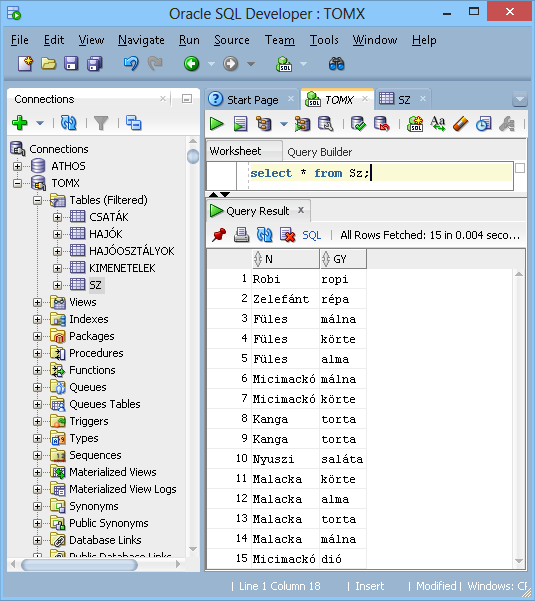 Oracle SQL Developer : TOMX
File Edit View Navigate Run Source Team Tools Window Help
Connections
Connections
ATHOS
TOMX
Tables (Filtered)
CSATÁK
HAJÓK
HAJÓOSZTÁLYOK
KIMENETELEK
SZ
Views
Indexes
Packages
Procedures
Functions
Queues
Queues Tables
Triggers
Types
Sequences
Materialized Views
Materialized View Logs
Synonyms
Public Synonyms
Database Links
Public Database Links
Start Page TOMX SZ
SQL
Worksheet Query Builder
select * from Sz;
Query Result x
SQL | All Rows Fetched: 15 in 0.004 seco...
N GY
1 Robi ropi
2 Zelefánt répa
3 Füles málna
4 Füles körte
5 Füles alma
6 Micimackó málna
7 Micimackó körte
8 Kanga torta
9 Kanga torta
10 Nyuszi saláta
11 Malacka körte
12 Malacka alma
13 Malacka torta
14 Malacka málna
15 Micimackó dió
| Line 1 Column 18 | Insert | Modified | Windows: CF